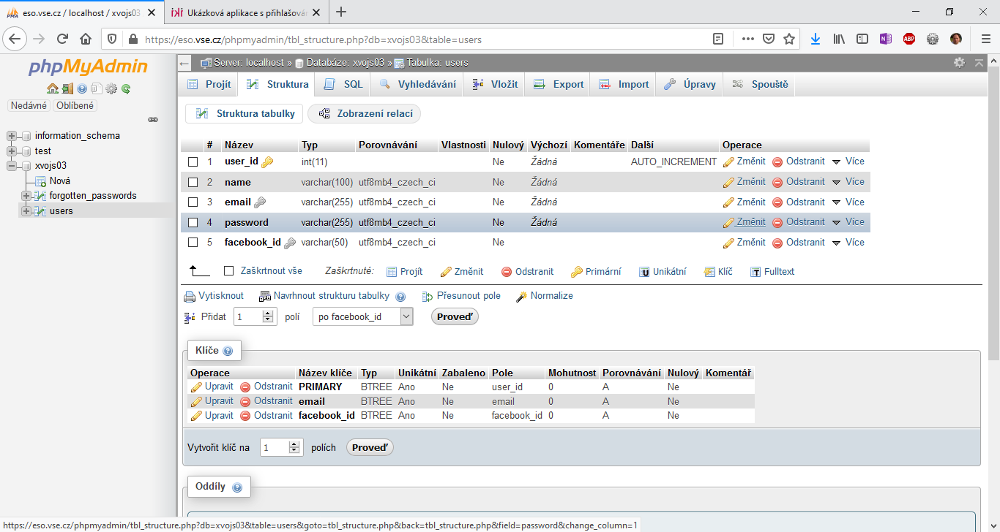 eso.vse.cz / localhost / xvojs03
Ukázková aplikace s přihlašován
https://eso.vse.cz/phpmyadmin/tbl_structure.php?db=xvojs03&table=users
ABP
phpMyAdmin
Nedávné Oblíbené
information_schema
test
xvojs03
Nová
forgotten_passwords
users
Server: localhost » Databáze: xvojs03 » Tabulka: users
Projít Struktura SQL Vyhledávání Vložit Export Import Úpravy Spouště
Struktura tabulky Zobrazení relací
# Název Typ Porovnávání Vlastnosti Nulový Výchozí Komentáře Další Operace
1 user_id int(11) Ne Žádná AUTO_INCREMENT Změnit Odstranit Více
2 name varchar(100) utf8mb4_czech_ci Ne Žádná Změnit Odstranit Více
3 email varchar(255) utf8mb4_czech_ci Ne Žádná Změnit Odstranit Více
4 password varchar(255) utf8mb4_czech_ci Ne Žádná Změnit Odstranit Více
5 facebook_id varchar(50) utf8mb4_czech_ci Ne Změnit Odstranit Více
Zaškrtnout vše Zaškrtnuté: Projít Změnit Odstranit Primární Unikátní Klíč Fulltext
Vytisknout Navrhnout strukturu tabulky Přesunout pole Normalize
Přidat 1 polí po facebook_id Proveď
Klíče
Operace Název klíče Typ Unikátní Zabaleno Pole Mohutnost Porovnávání Nulový Komentář
Upravit Odstranit PRIMARY BTREE Ano Ne user_id 0 A Ne
Upravit Odstranit email BTREE Ano Ne email 0 A Ne
Upravit Odstranit facebook_id BTREE Ano Ne facebook_id 0 A Ne
Vytvořit klíč na 1 polích Proveď
Oddíly
https://eso.vse.cz/phpmyadmin/tbl_structure.php?db=xvojs03&table=users&goto=tbl_structure.php&back=tbl_structure.php&field=password&change_column=1